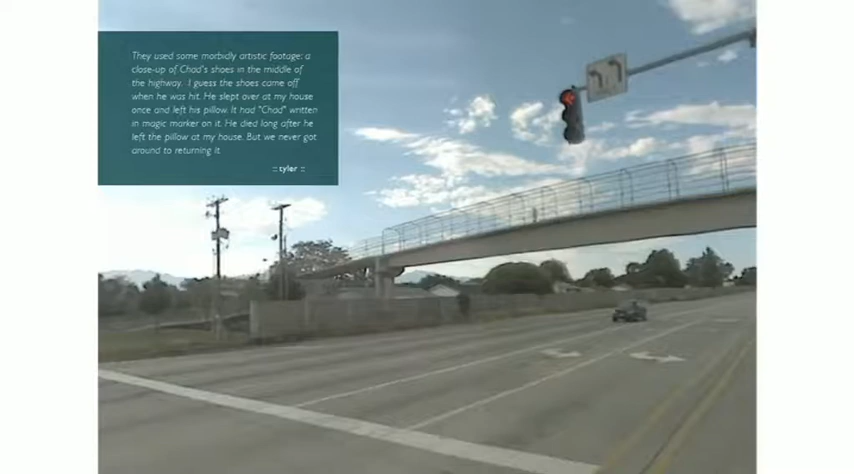 They used some morbidly artistic footage: a
close-up of Chad's shoes in the middle of
the highway. I guess the shoes came off
when he was hit. He slept over at my house
once and left his pillow. It had "Chad" written
in magic marker on it. He died long after he
left the pillow at my house. But we never got
around to returning it.
:: tyler ::